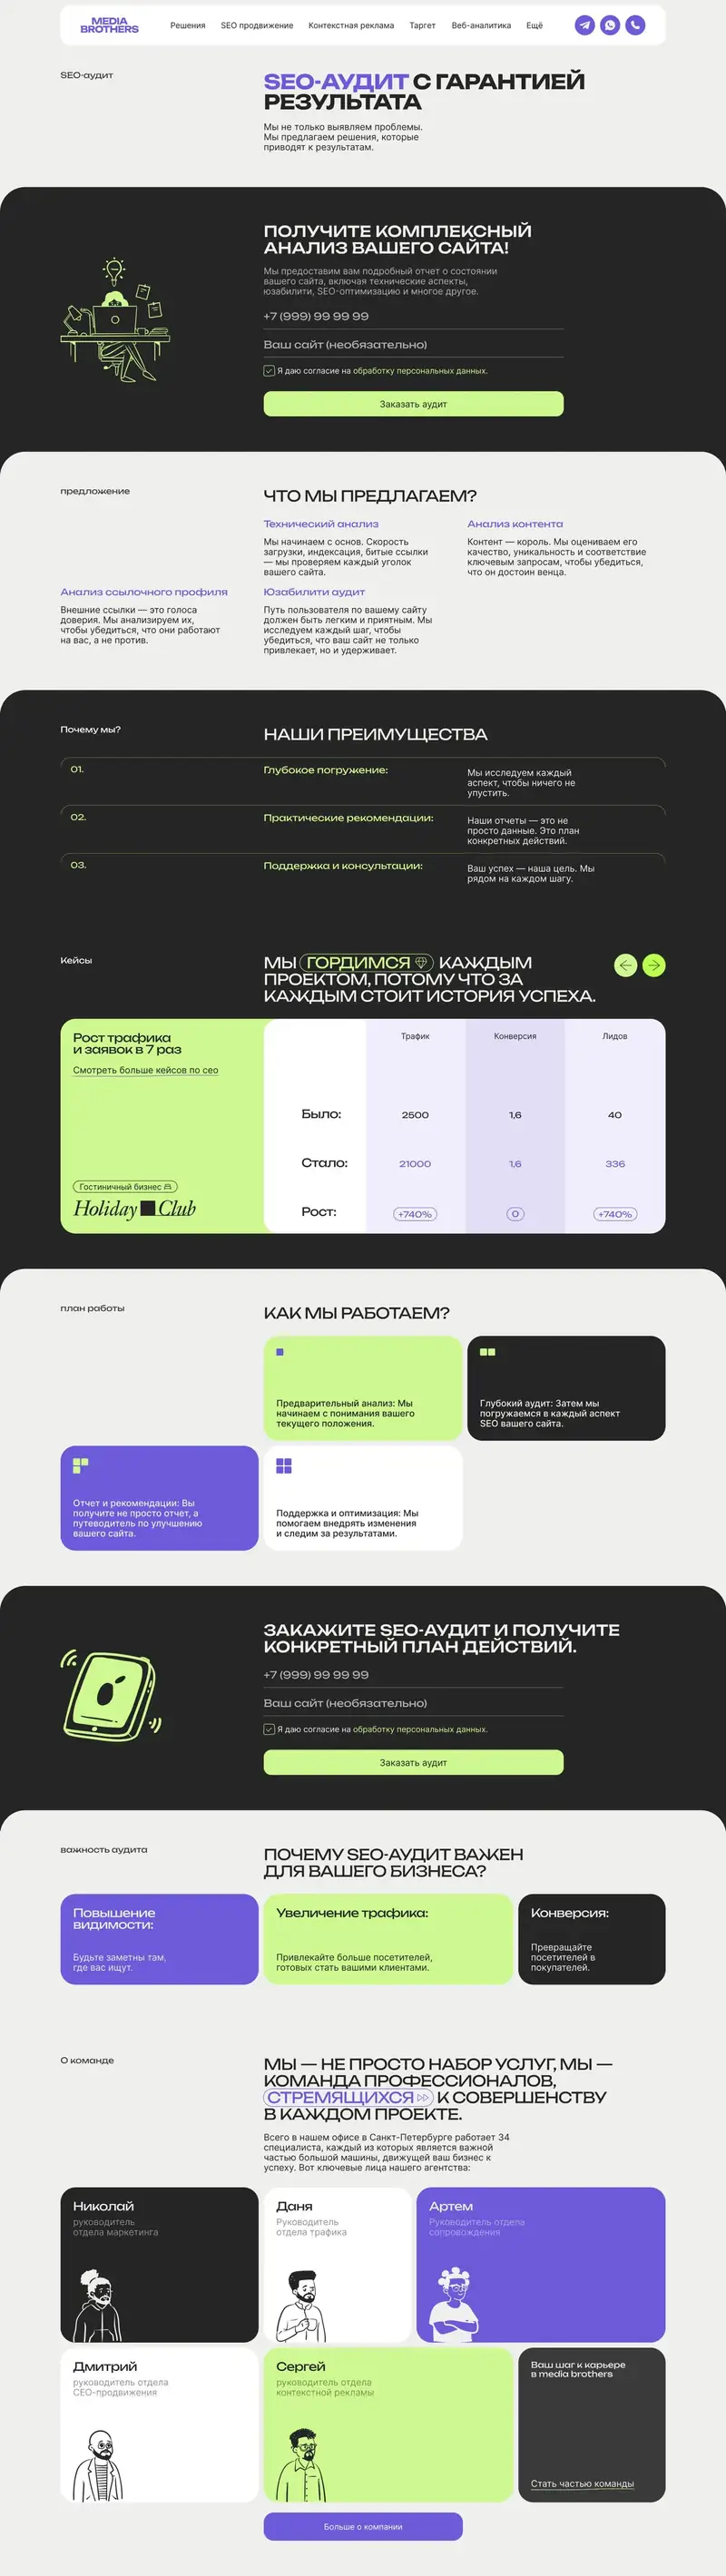 MEDIA
BROTHERS
Решения
SEO продвижение
Контекстная реклама
Таргет
Веб-аналитика
Ещё
SEO-аудит
SEO-АУДИТ С ГАРАНТИЕЙ
РЕЗУЛЬТАТА
Мы не только выявляем проблемы.
Мы предлагаем решения, которые
приводят к результатам.
ПОЛУЧИТЕ КОМПЛЕКСНЫЙ
АНАЛИЗ ВАШЕГО САЙТА!
Мы предоставим вам подробный отчет о состоянии
вашего сайта, включая технические аспекты,
юзабилити, SEO-оптимизацию и многое другое.
+7 (999) 99 99 99
Ваш сайт (необязательно)
Я даю согласие на обработку персональных данных.
Заказать аудит
предложение
ЧТО МЫ ПРЕДЛАГАЕМ?
Технический анализ
Мы начинаем с основ. Скорость
загрузки, индексация, битые ссылки
— мы проверяем каждый уголок
вашего сайта.
Анализ контента
Контент — король. Мы оцениваем его
качество, уникальность и соответствие
ключевым запросам, чтобы убедиться,
что он достоин венца.
Анализ ссылочного профиля
Внешние ссылки — это голоса
доверия. Мы анализируем их,
чтобы убедиться, что они работают
на вас, а не против.
Юзабилити аудит
Путь пользователя по вашему сайту
должен быть легким и приятным. Мы
исследуем каждый шаг, чтобы
убедиться, что ваш сайт не только
привлекает, но и удерживает.
Почему мы?
НАШИ ПРЕИМУЩЕСТВА
01.
Глубокое погружение:
Мы исследуем каждый
аспект, чтобы ничего не
упустить.
02.
Практические рекомендации:
Наши отчеты — это не
просто данные. Это план
конкретных действий.
03.
Поддержка и консультации:
Ваш успех — наша цель. Мы
рядом на каждом шагу.
Кейсы
МЫ ГОРДИМСЯ КАЖДЫМ
ПРОЕКТОМ, ПОТОМУ ЧТО ЗА
КАЖДЫМ СТОИТ ИСТОРИЯ УСПЕХА.
Рост трафика
и заявок в 7 раз
Смотреть больше кейсов по сео
Гостиничный бизнес
Holiday Club
Трафик
Конверсия
Лидов
Было:
2500
1,6
40
Стало:
21000
1,6
336
Рост:
+740%
0
+740%
план работы
КАК МЫ РАБОТАЕМ?
Предварительный анализ: Мы
начинаем с понимания вашего
текущего положения.
Глубокий аудит: Затем мы
погружаемся в каждый аспект
SEO вашего сайта.
Отчет и рекомендации: Вы
получите не просто отчет, а
путеводитель по улучшению
вашего сайта.
Поддержка и оптимизация: Мы
помогаем внедрять изменения
и следим за результатами.
ЗАКАЖИТЕ SEO-АУДИТ И ПОЛУЧИТЕ
КОНКРЕТНЫЙ ПЛАН ДЕЙСТВИЙ.
+7 (999) 99 99 99
Ваш сайт (необязательно)
Я даю согласие на обработку персональных данных.
Заказать аудит
важность аудита
ПОЧЕМУ SEO-АУДИТ ВАЖЕН
ДЛЯ ВАШЕГО БИЗНЕСА?
Повышение
видимости:
Будьте заметны там,
где вас ищут.
Увеличение трафика:
Привлекайте больше посетителей,
готовых стать вашими клиентами.
Конверсия:
Превращайте
посетителей в
покупателей.
О команде
МЫ — НЕ ПРОСТО НАБОР УСЛУГ, МЫ —
КОМАНДА ПРОФЕССИОНАЛОВ,
СТРЕМЯЩИХСЯ К СОВЕРШЕНСТВУ
В КАЖДОМ ПРОЕКТЕ.
Всего в нашем офисе в Санкт-Петербурге работает 34
специалиста, каждый из которых является важной
частью большой машины, движущей ваш бизнес к
успеху. Вот ключевые лица нашего агентства:
Николай
руководитель
отдела маркетинга
Даня
Руководитель
отдела трафика
Артем
Руководитель отдела
сопровождения
Дмитрий
руководитель отдела
СЕО-продвижения
Сергей
руководитель отдела
контекстной рекламы
Ваш шаг к карьере
в media brothers
Стать частью команды
Больше о компании